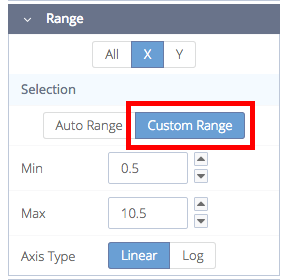 Range
All X Y
Selection
Auto Range Custom Range
Min 0.5
Max 10.5
Axis Type Linear Log